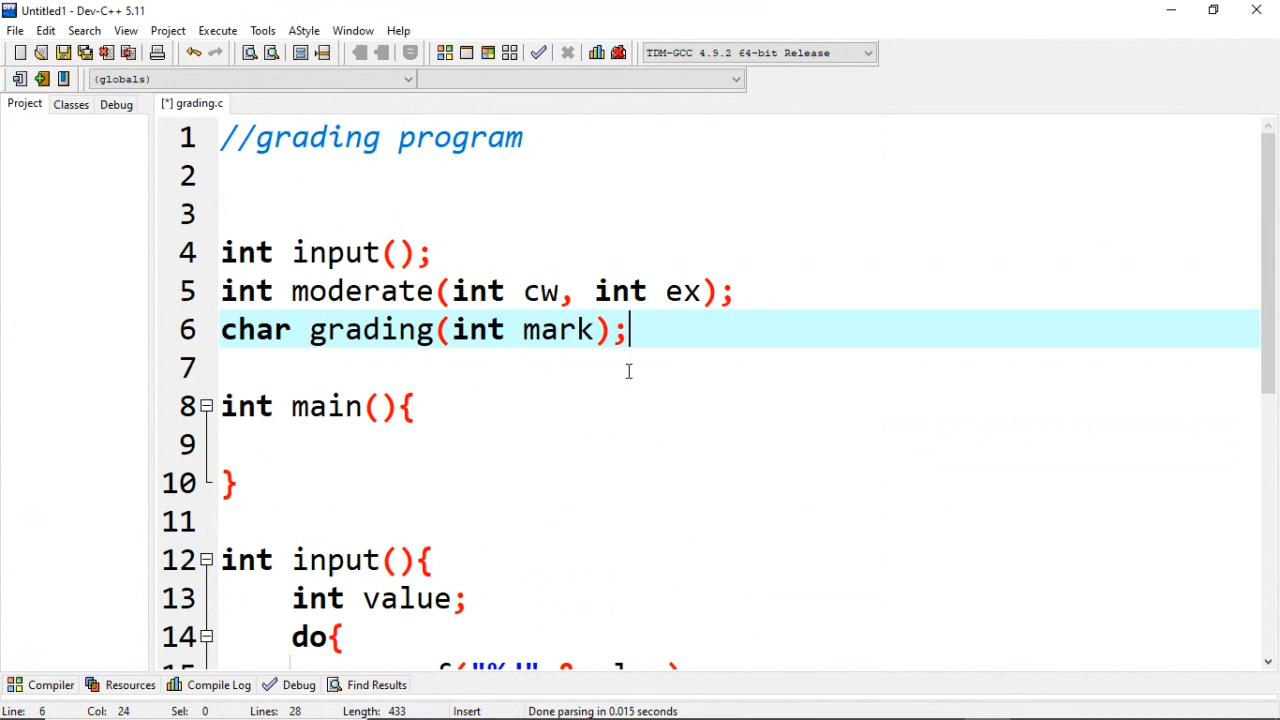 Untitled1 - Dev-C++ 5.11
File Edit Search View Project Execute Tools AStyle Window Help
TDM-GCC 4.9.2 64-bit Release
(globals)
Project Classes Debug [*] grading.c
1 //grading program
2
3
4 int input();
5 int moderate(int cw, int ex);
6 char grading(int mark);
7
8 int main(){
9
10 }
11
12 int input(){
13 int value;
14 do{
Compiler Resources Compile Log Debug Find Results
Line: 6 Col: 24 Sel: 0 Lines: 28 Length: 433 Insert Done parsing in 0.015 seconds